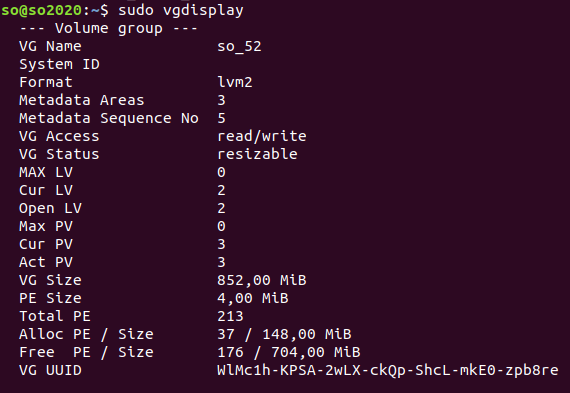 so@so2020:~$ sudo vgdisplay
--- Volume group ---
VG Name so_52
System ID
Format lvm2
Metadata Areas 3
Metadata Sequence No 5
VG Access read/write
VG Status resizable
MAX LV 0
Cur LV 2
Open LV 2
Max PV 0
Cur PV 3
Act PV 3
VG Size 852,00 MiB
PE Size 4,00 MiB
Total PE 213
Alloc PE / Size 37 / 148,00 MiB
Free  PE / Size 176 / 704,00 MiB
VG UUID WlMc1h-KPSA-2wLX-ckQp-ShcL-mkE0-zpb8re